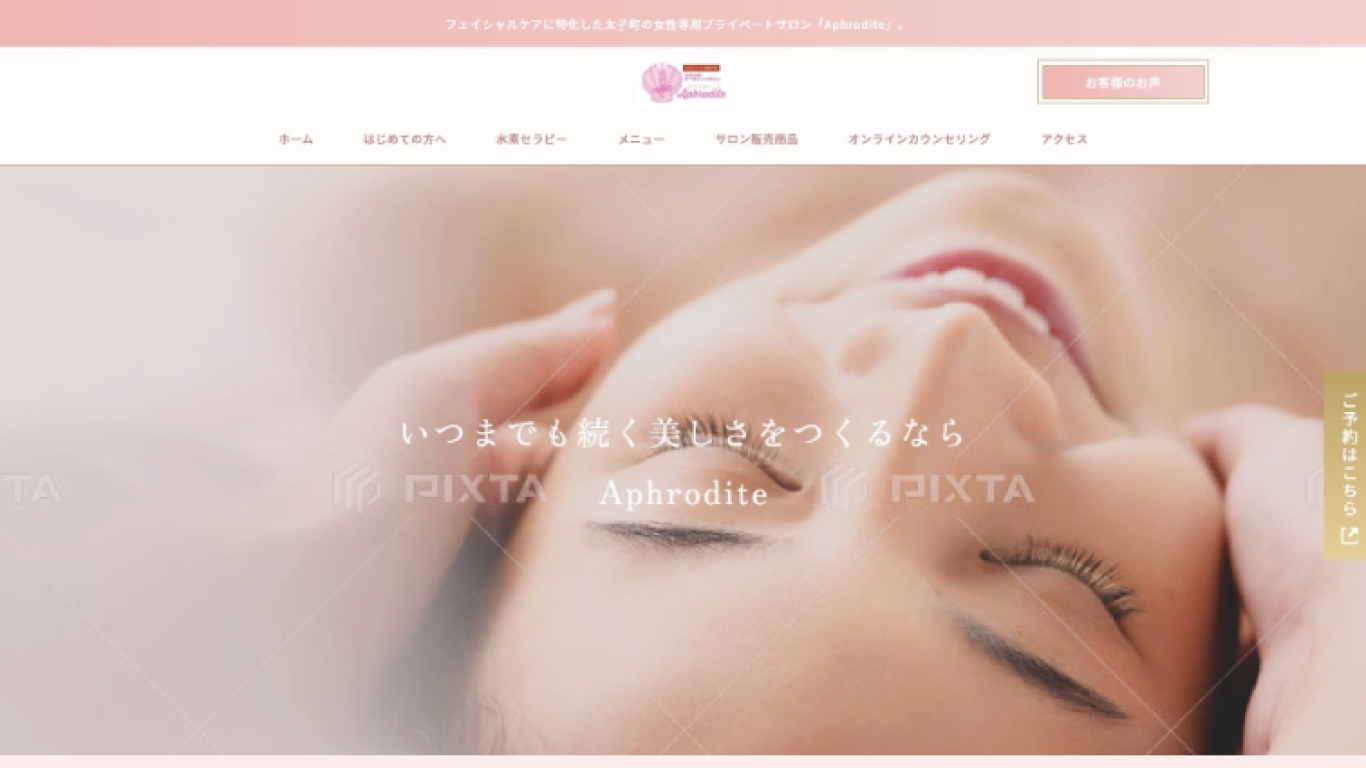 フェイシャルケアに特化した太子町の女性専用プライベートサロン「Aphrodite」。
Aphrodite
お客様のお声
ホーム
はじめての方へ
水素セラピー
メニュー
サロン販売商品
オンラインカウンセリング
アクセス
いつまでも続く美しさをつくるなら
PIXTA
PIXTA
TA
Aphrodite
ご予約はこちら